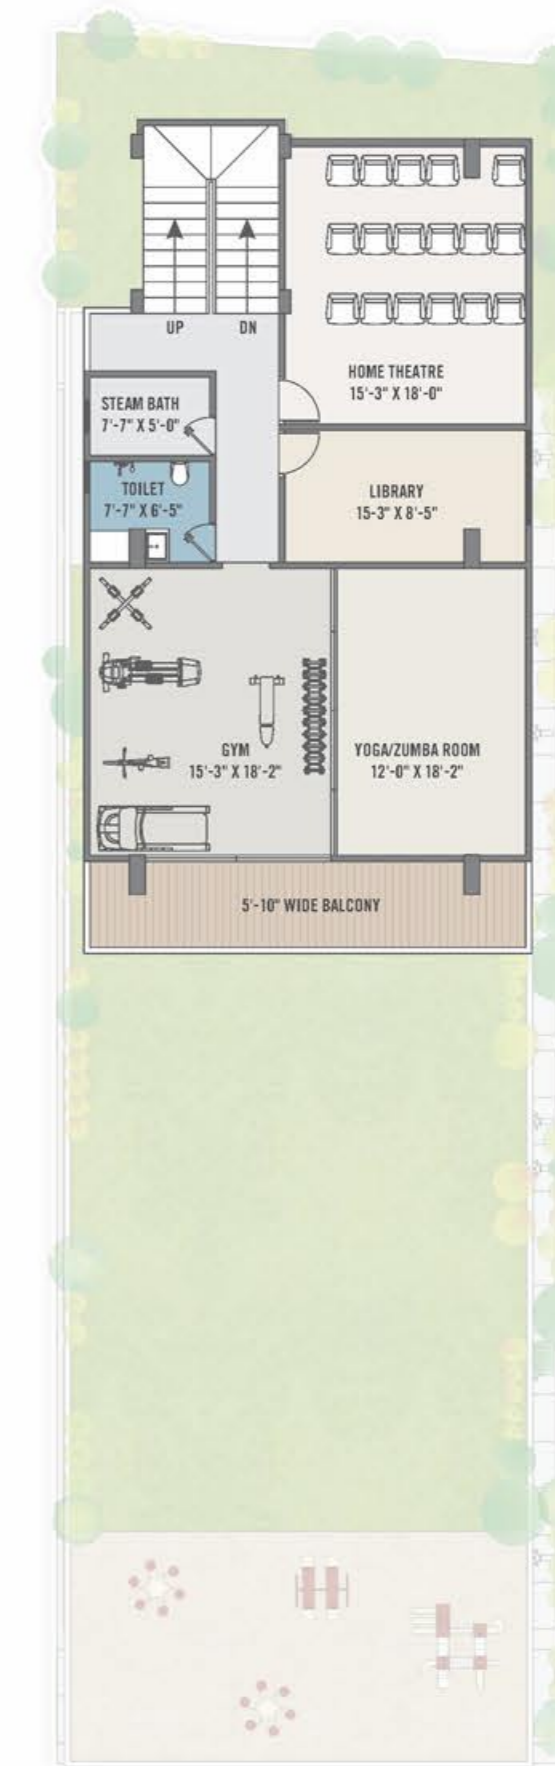 UP
DN
HOME THEATRE
15'-3" X 18'-0"
STEAM BATH
7'-7" X 5'-0"
TOILET
7'-7" X 6'-5"
LIBRARY
15-3" X 8'-5"
GYM
15'-3" X 18'-2"
YOGA/ZUMBA ROOM
12'-0" X 18'-2"
5'-10" WIDE BALCONY